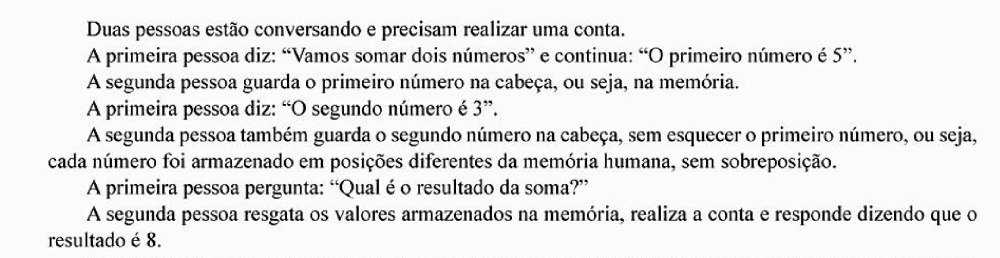 Duas pessoas estão conversando e precisam realizar uma conta.
A primeira pessoa diz: “Vamos somar dois números” e continua: “O primeiro número é 5”.
A segunda pessoa guarda o primeiro número na cabeça, ou seja, na memória.
A primeira pessoa diz: “O segundo número é 3”.
A segunda pessoa também guarda o segundo número na cabeça, sem esquecer o primeiro número, ou seja,
cada número foi armazenado em posições diferentes da memória humana, sem sobreposição.
A primeira pessoa pergunta: “Qual é o resultado da soma?”
A segunda pessoa resgata os valores armazenados na memória, realiza a conta e responde dizendo que o
resultado é 8.